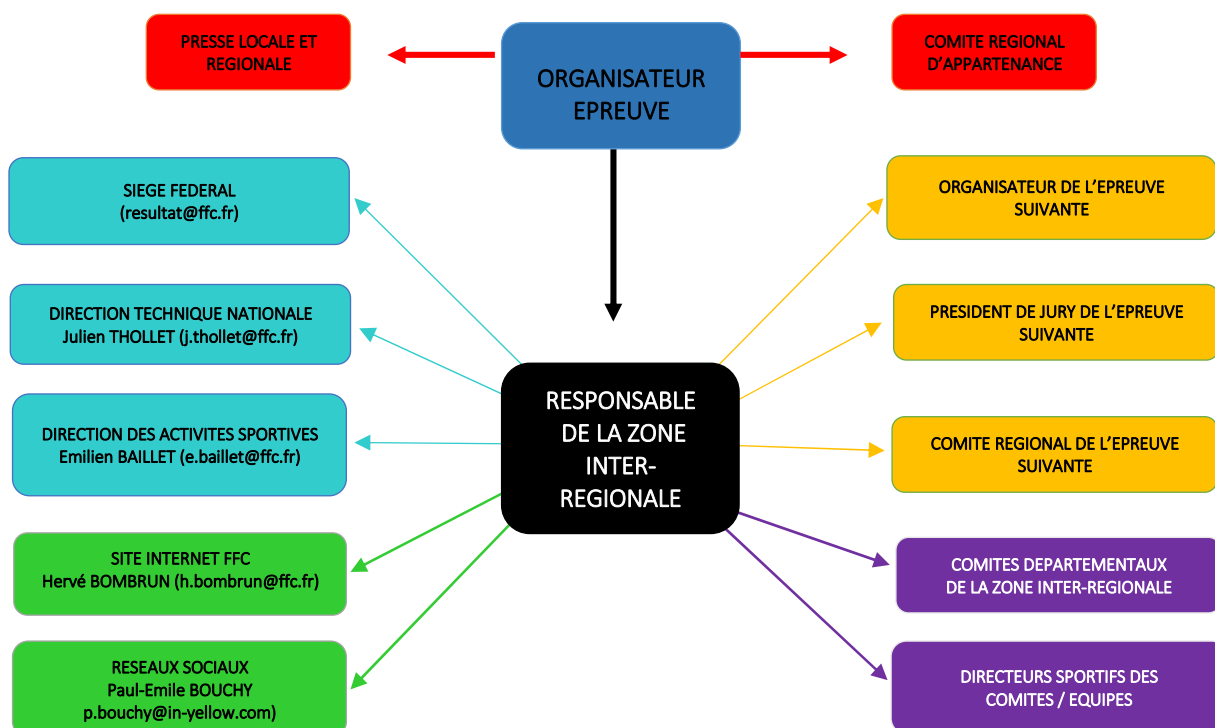 PRESSE LOCALE ET
REGIONALE
ORGANISATEUR
EPREUVE
COMITE REGIONAL
D'APPARTENANCE
SIEGE FEDERAL
(resultat@ffc.fr)
DIRECTION TECHNIQUE NATIONALE
Julien THOLLET (j.thollet@ffc.fr)
DIRECTION DES ACTIVITES SPORTIVES
Emilien BAILLET (e.baillet@ffc.fr)
SITE INTERNET FFC
Hervé BOMBRUN (h.bombrun@ffc.fr)
RESEAUX SOCIAUX
Paul-Emile BOUCHY
p.bouchy@in-yellow.com)
RESPONSABLE
DE LA ZONE
INTER-
REGIONALE
ORGANISATEUR DE L'EPREUVE
SUIVANTE
PRESIDENT DE JURY DE L'EPREUVE
SUIVANTE
COMITE REGIONAL DE L'EPREUVE
SUIVANTE
COMITES DEPARTEMENTAUX
DE LA ZONE INTER-REGIONALE
DIRECTEURS SPORTIFS DES
COMITES / EQUIPES